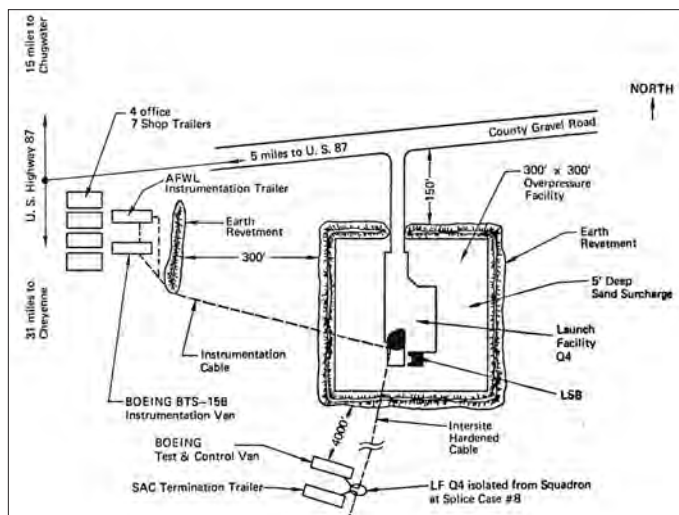 15 miles to
Chugwater
4 office
7 Shop Trailers
NORTH
County Gravel Road
5 miles to U. S. 87
U. S. Highway 87
AFWL
Instrumentation Trailer
150'
300' x 300'
Overpressure
Facility
Earth
Revetment
Earth
Revetment
300'
5' Deep
Sand Surcharge
31 miles to
Cheyenne
Launch
Facility
Q4
Instrumentation
Cable
LSB
BOEING BTS-15B
Instrumentation Van
Intersite
Hardened
Cable
4000'
BOEING
Test & Control Van
SAC Termination Trailer
LF Q4 isolated from Squadron
at Splice Case #8